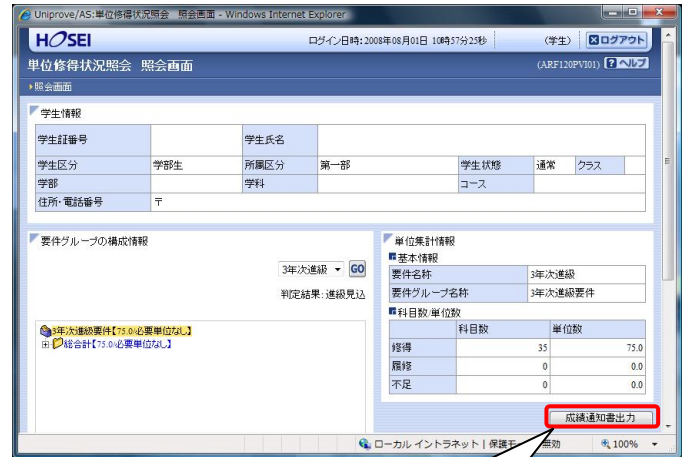 Uniprove/AS:単位修得状況照会 照会画面 - Windows Internet Explorer
HOSEI ログイン日時:2008年08月01日 10時57分25秒 (学生) ログアウト
単位修得状況照会 照会画面 (ARF120PVI01) ? ヘルプ
照会画面
学生情報
学生証番号 学生氏名
学生区分 学部生 所属区分 第一部 学生状態 通常 クラス
学部 学科 コース
住所・電話番号 〒
要件グループの構成情報
3年次進級 GO
判定結果:進級見込
3年次進級要件【75.0/必要単位なし】
総合計【75.0/必要単位なし】
単位集計情報
基本情報
要件名称 3年次進級
要件グループ名称 3年次進級要件
科目数/単位数
科目数 単位数
修得 35 75.0
履修 0 0.0
不足 0 0.0
成績通知書出力
ローカル イントラネット | 保護モ 無効 100%